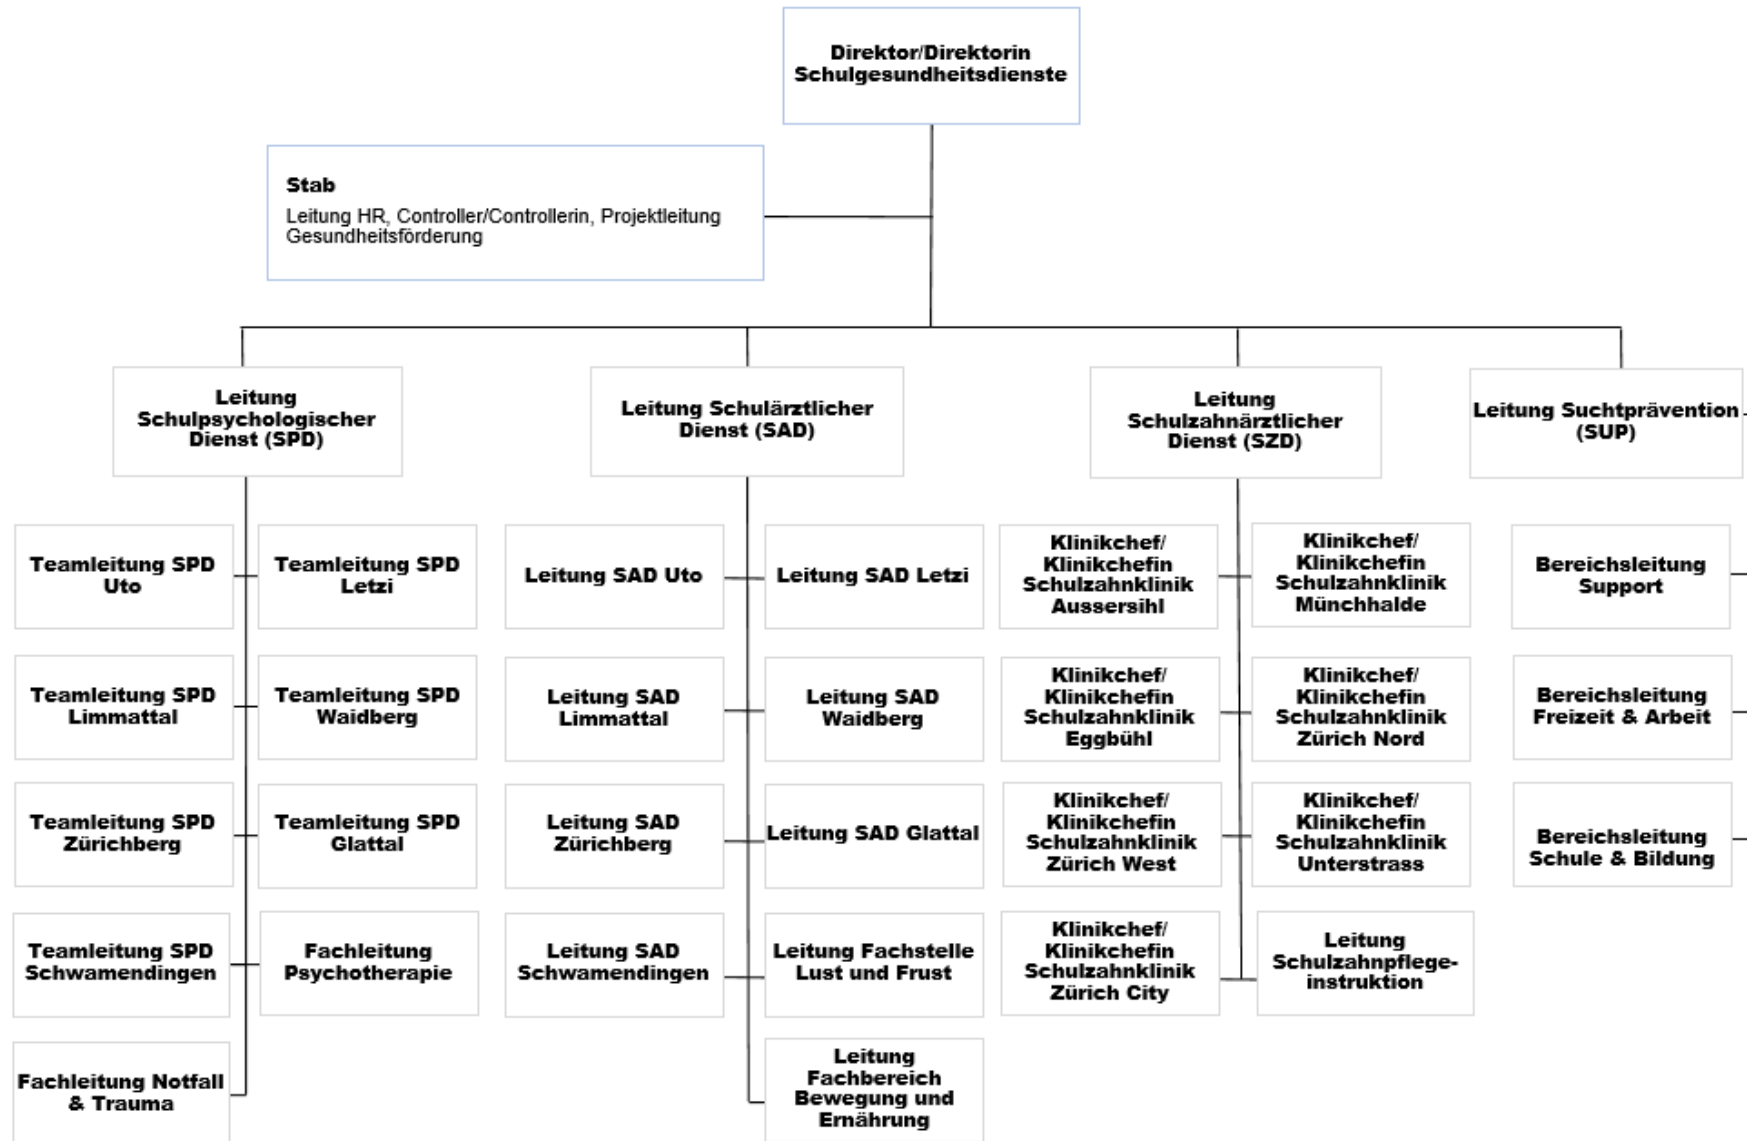 Direktor/Direktorin
Schulgesundheitsdienste
Stab
Leitung HR, Controller/Controllerin, Projektleitung
Gesundheitsförderung
Leitung
Schulpsychologischer
Dienst (SPD)
Leitung Schulärztlicher
Dienst (SAD)
Leitung
Schulzahnärztlicher
Dienst (SZD)
Leitung Suchtprävention
(SUP)
Teamleitung SPD
Uto
Teamleitung SPD
Letzi
Leitung SAD Uto
Leitung SAD Letzi
Klinikchef/
Klinikchefin
Schulzahnklinik
Aussersihl
Klinikchef/
Klinikchefin
Schulzahnklinik
Münchhalde
Bereichsleitung
Support
Teamleitung SPD
Limmattal
Teamleitung SPD
Waidberg
Leitung SAD
Limmattal
Leitung SAD
Waidberg
Klinikchef/
Klinikchefin
Schulzahnklinik
Eggbühl
Klinikchef/
Klinikchefin
Schulzahnklinik
Zürich Nord
Bereichsleitung
Freizeit & Arbeit
Teamleitung SPD
Zürichberg
Teamleitung SPD
Glattal
Leitung SAD
Zürichberg
Leitung SAD Glattal
Klinikchef/
Klinikchefin
Schulzahnklinik
Zürich West
Klinikchef/
Klinikchefin
Schulzahnklinik
Unterstrass
Bereichsleitung
Schule & Bildung
Teamleitung SPD
Schwamendingen
Fachleitung
Psychotherapie
Leitung SAD
Schwamendingen
Leitung Fachstelle
Lust und Frust
Klinikchef/
Klinikchefin
Schulzahnklinik
Zürich City
Leitung
Schulzahnpflege-
instruktion
Fachleitung Notfall
& Trauma
Leitung
Fachbereich
Bewegung und
Ernährung